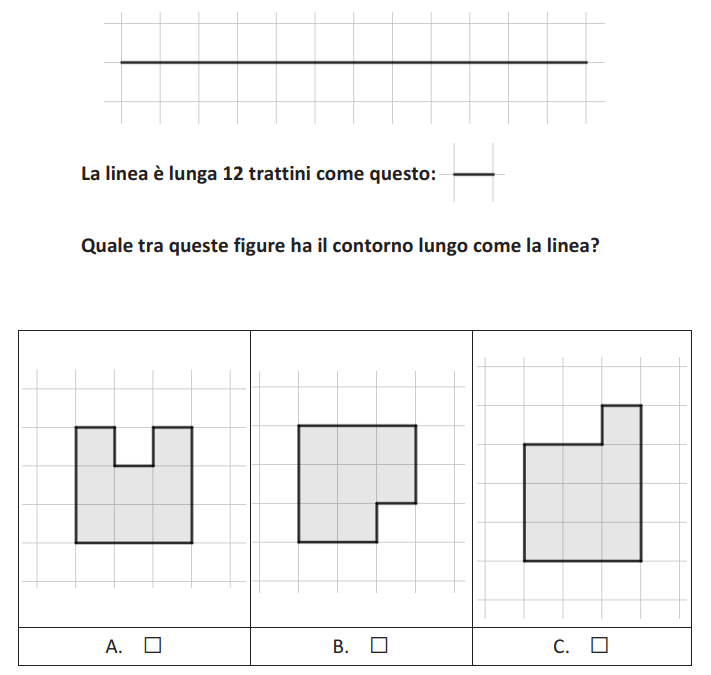 La linea è lunga 12 trattini come questo:
Quale tra queste figure ha il contorno lungo come la linea?
A. ☐ B. ☐ C. ☐